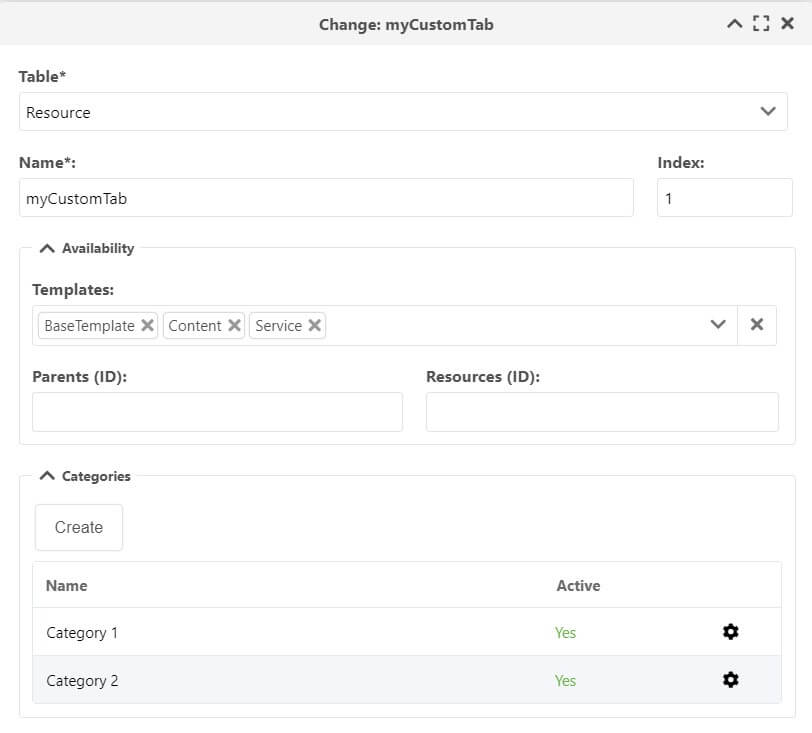 Change: myCustomTab
Table*
Resource
Name*: Index:
myCustomTab 1
Availability
Templates:
BaseTemplate Content Service
Parents (ID): Resources (ID):
Categories
Create
Name Active
Category 1 Yes
Category 2 Yes